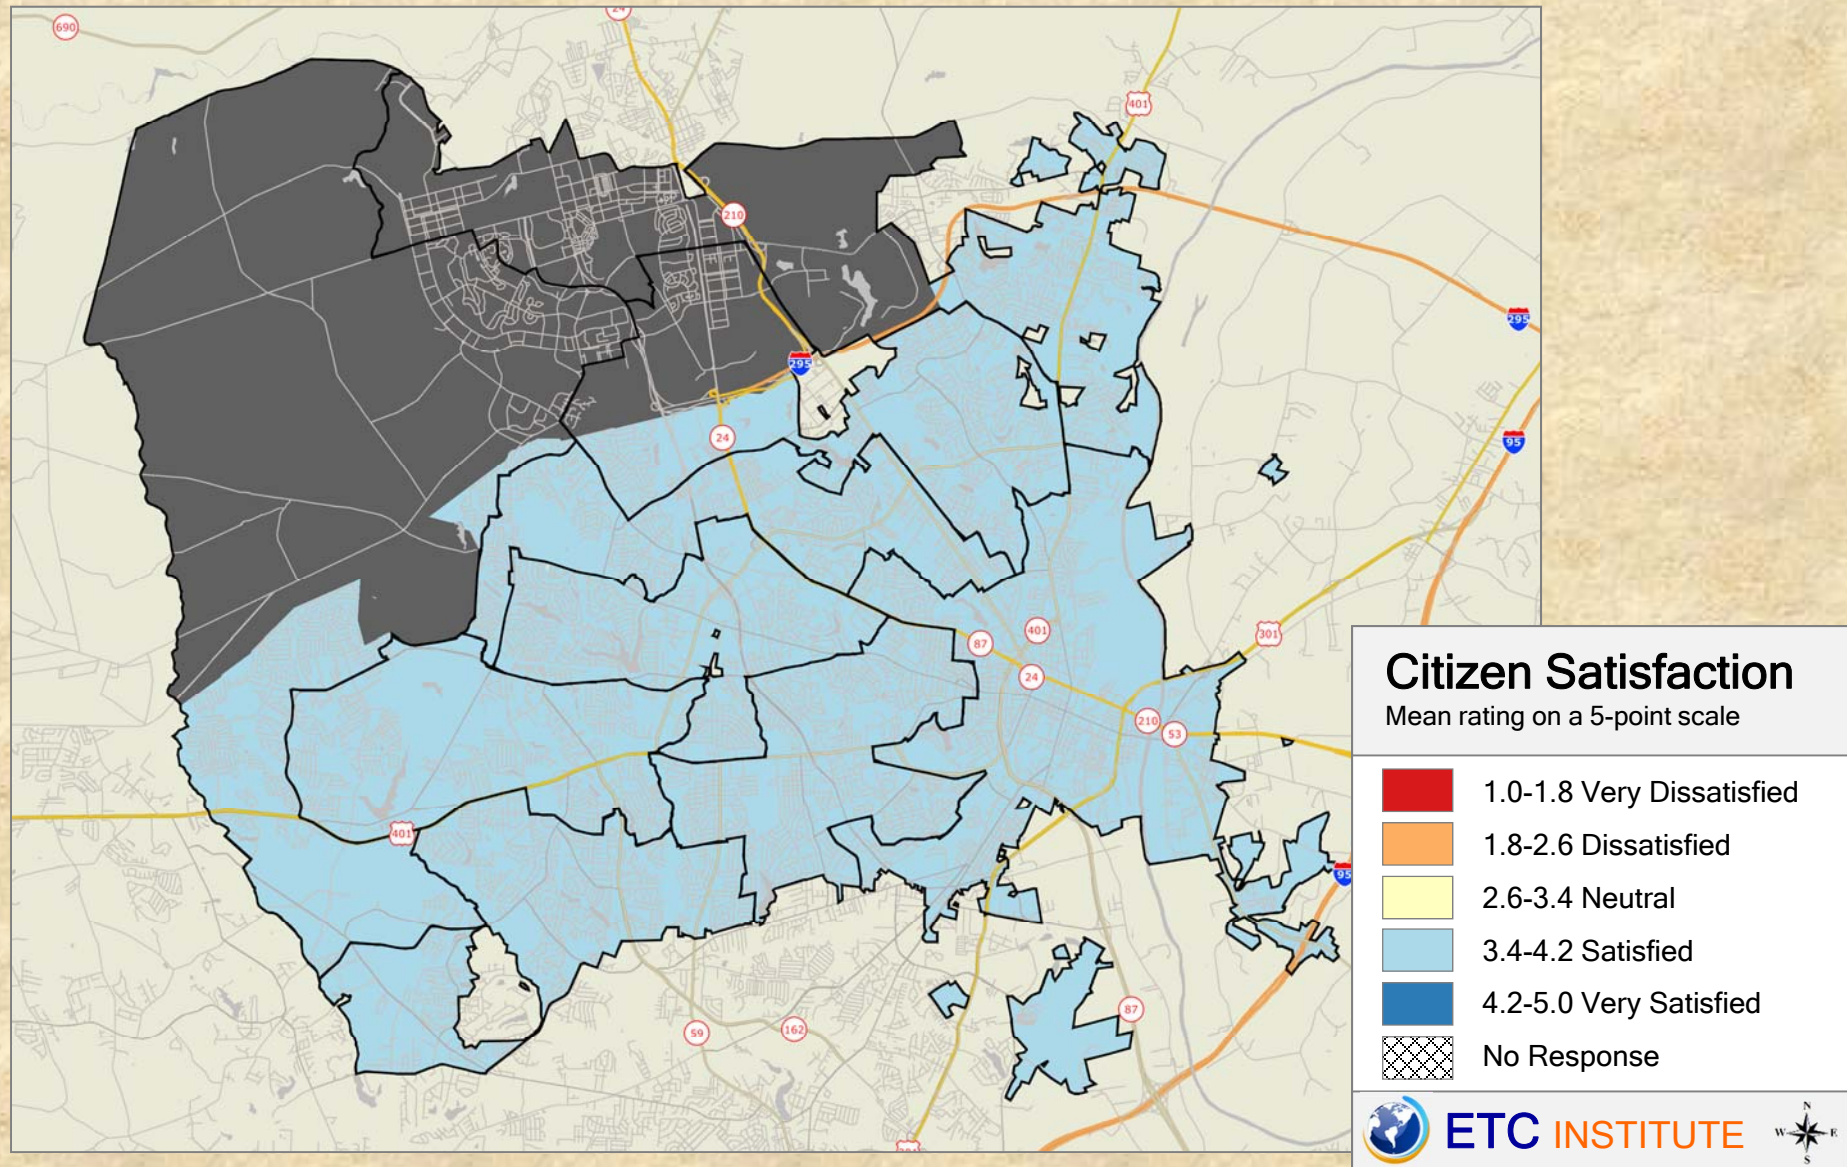 690
24
401
210
295
295
24
95
401
87
301
24
210
53
401
95
87
59
162
Citizen Satisfaction
Mean rating on a 5-point scale
1.0-1.8 Very Dissatisfied
1.8-2.6 Dissatisfied
2.6-3.4 Neutral
3.4-4.2 Satisfied
4.2-5.0 Very Satisfied
No Response
ETC INSTITUTE
N
W E
S